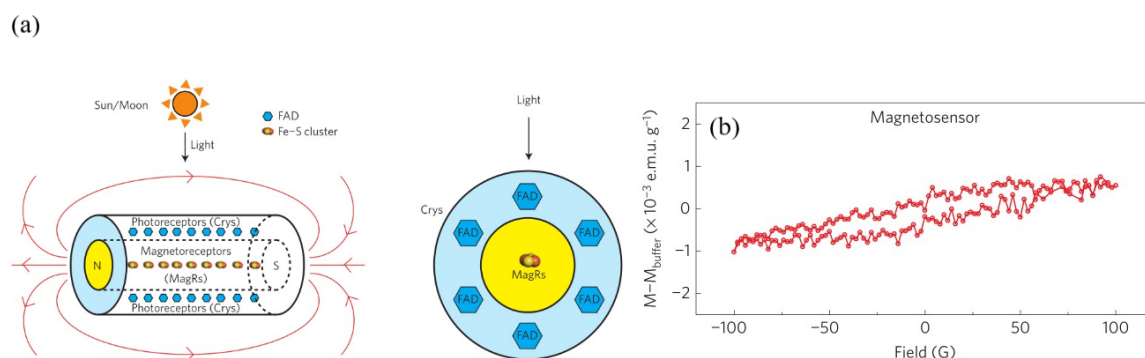 (a)
Sun/Moon
FAD
Fe–S cluster
Light
Photoreceptors (Crys)
N
Magnetoreceptors
S
(MagRs)
Photoreceptors (Crys)
Light
Crys
FAD
FAD
FAD
MagRs
FAD
FAD
FAD
(b)
Magnetosensor
M–M_buffer (× 10⁻³ e.m.u. g⁻¹)
2
1
0
−1
−2
−100
−50
0
50
100
Field (G)